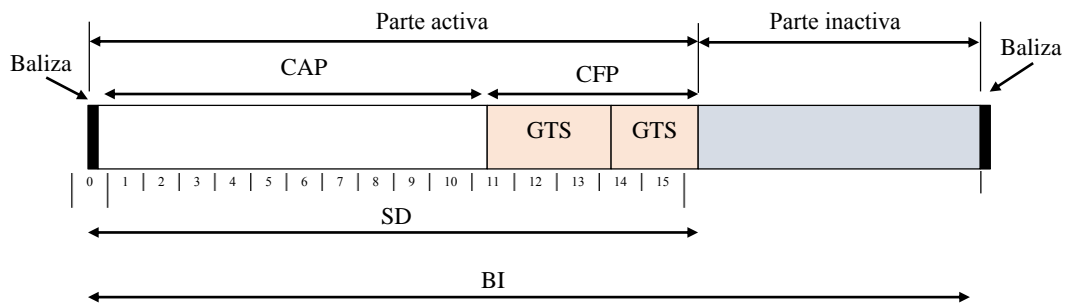 Parte activa
Parte inactiva
Baliza
Baliza
CAP
CFP
GTS
GTS
0 1 2 3 4 5 6 7 8 9 10 11 12 13 14 15
SD
BI